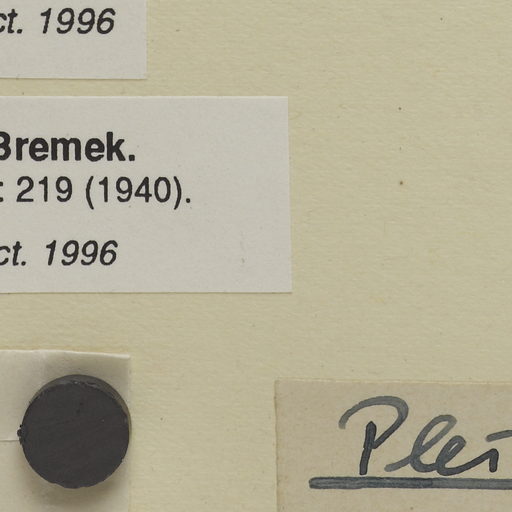 ct. 1996
Bremek.
: 219 (1940).
ct. 1996
Plei